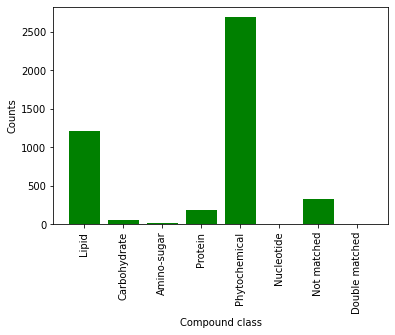 2500
2000
1500
1000
500
0
Counts
Lipid
Carbohydrate
Amino-sugar
Protein
Phytochemical
Nucleotide
Not matched
Double matched
Compound class